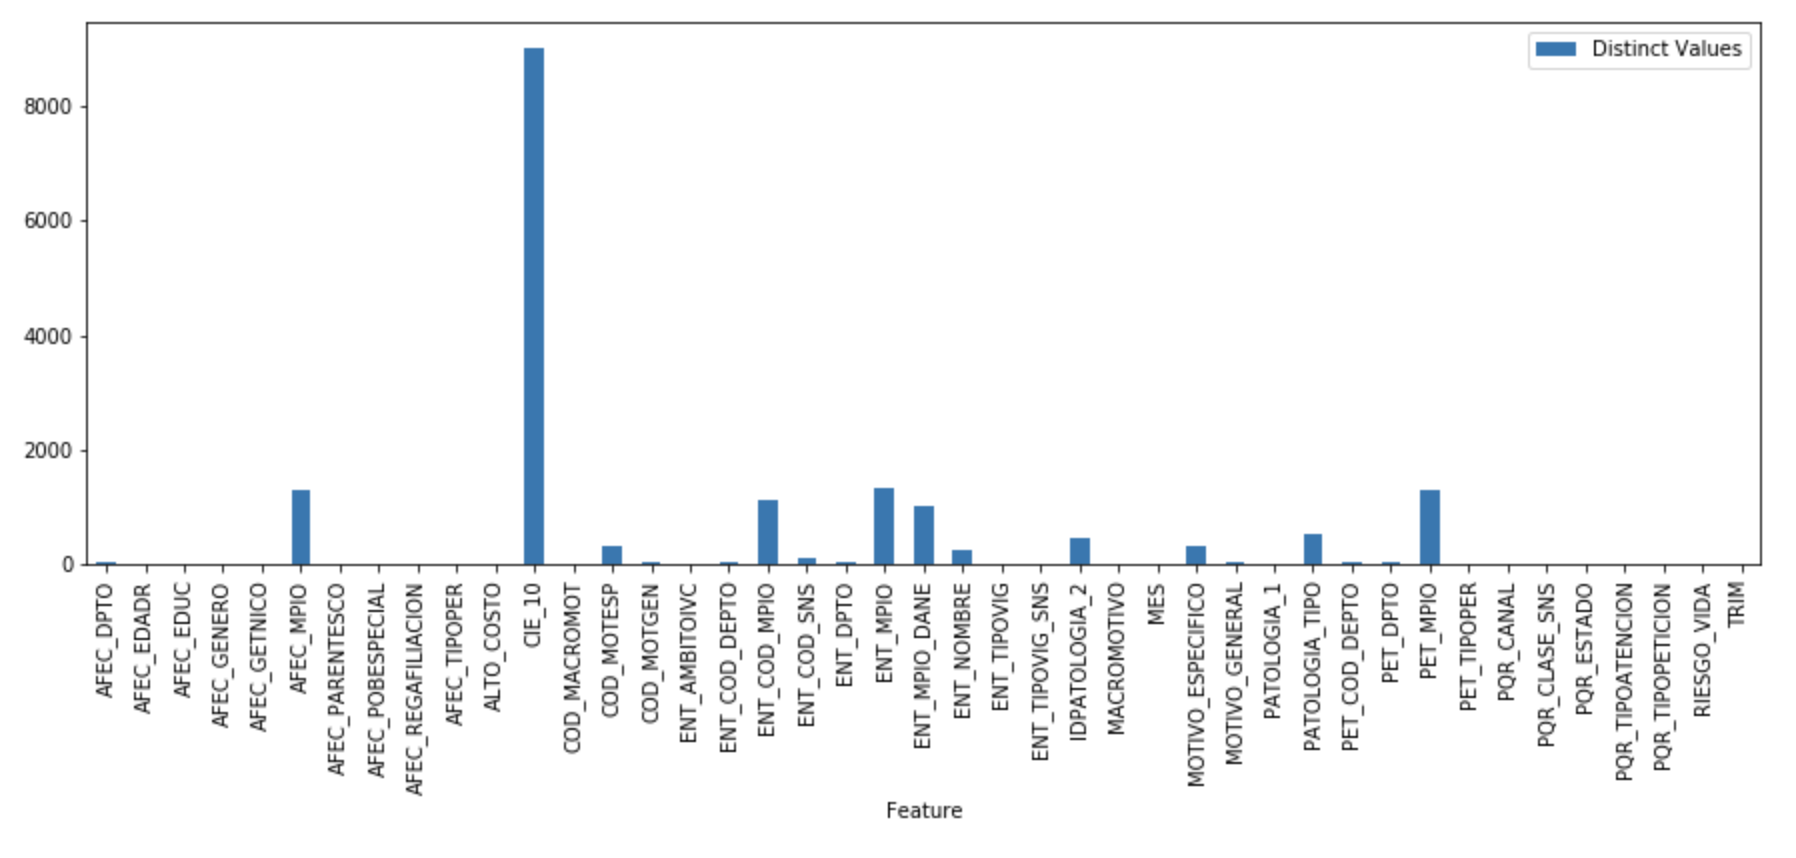 Distinct Values
8000
6000
4000
2000
0
AFEC_DPTO
AFEC_EDADR
AFEC_EDUC
AFEC_GENERO
AFEC_GETNICO
AFEC_MPIO
AFEC_PARENTESCO
AFEC_POBESPECIAL
AFEC_REGAFILIACION
AFEC_TIPOPER
ALTO_COSTO
CIE_10
COD_MACROMOT
COD_MOTESP
COD_MOTGEN
ENT_AMBITOIVC
ENT_COD_DEPTO
ENT_COD_MPIO
ENT_COD_SNS
ENT_DPTO
ENT_MPIO
ENT_MPIO_DANE
ENT_NOMBRE
ENT_TIPOVIG
ENT_TIPOVIG_SNS
IDPATOLOGIA_2
MACROMOTIVO
MES
MOTIVO_ESPECIFICO
MOTIVO_GENERAL
PATOLOGIA_1
PATOLOGIA_TIPO
PET_COD_DEPTO
PET_DPTO
PET_MPIO
PET_TIPOPER
PQR_CANAL
PQR_CLASE_SNS
PQR_ESTADO
PQR_TIPOATENCION
PQR_TIPOPETICION
RIESGO_VIDA
TRIM
Feature